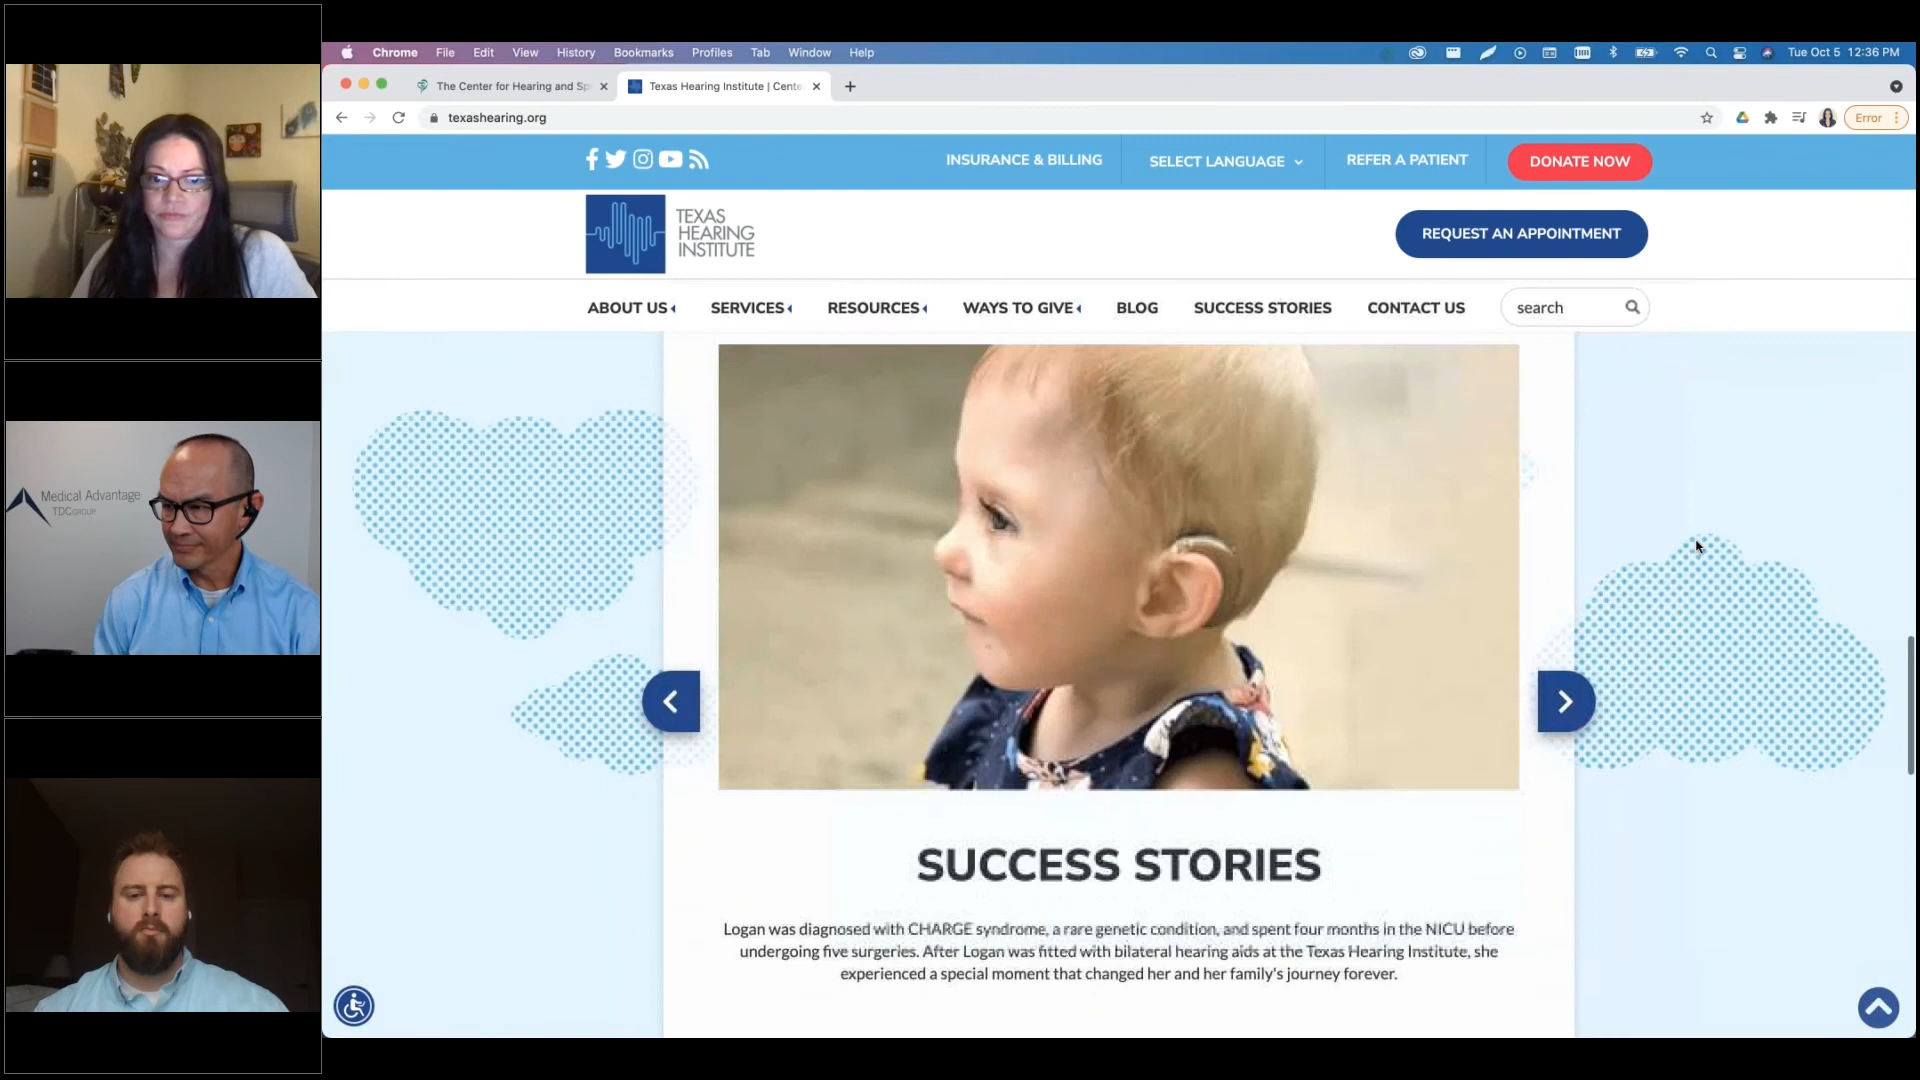 Chrome File Edit View History Bookmarks Profiles Tab Window Help
Tue Oct 5 12:36 PM
The Center for Hearing and Sp
Texas Hearing Institute | Cente
texashearing.org
Error
INSURANCE & BILLING
SELECT LANGUAGE
REFER A PATIENT
DONATE NOW
TEXAS
HEARING
INSTITUTE
REQUEST AN APPOINTMENT
ABOUT US
SERVICES
RESOURCES
WAYS TO GIVE
BLOG
SUCCESS STORIES
CONTACT US
search
Medical Advantage
TDCGROUP
SUCCESS STORIES
Logan was diagnosed with CHARGE syndrome, a rare genetic condition, and spent four months in the NICU before
undergoing five surgeries. After Logan was fitted with bilateral hearing aids at the Texas Hearing Institute, she
experienced a special moment that changed her and her family's journey forever.